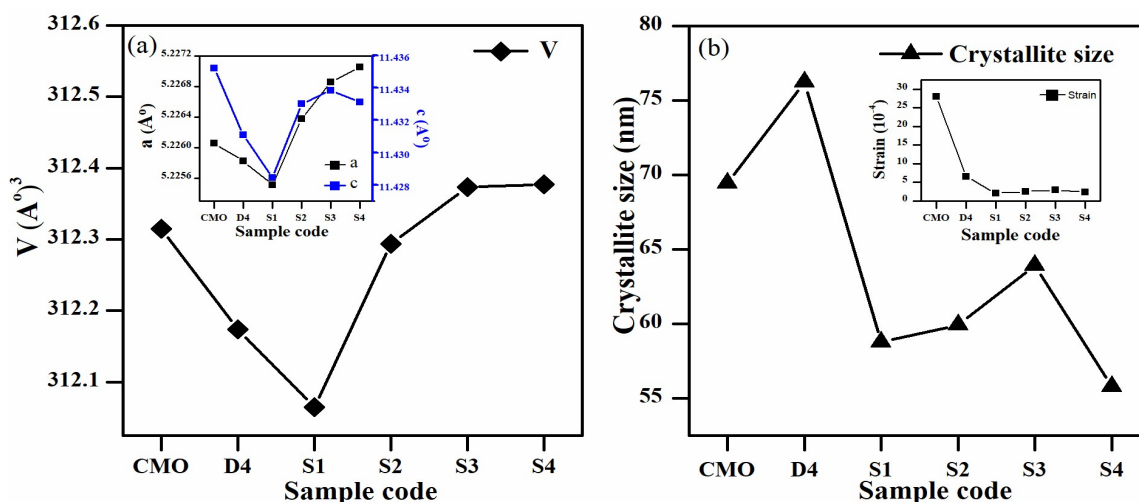 (a)
V
V (Aº)³
312.6
312.5
312.4
312.3
312.2
312.1
CMO D4 S1 S2 S3 S4
Sample code
a (Aº)
5.2272
5.2268
5.2264
5.2260
5.2256
c (Aº)
11.436
11.434
11.432
11.430
11.428
a
c
CMO D4 S1 S2 S3 S4
Sample code
(b)
Crystallite size
Crystallite size (nm)
80
75
70
65
60
55
CMO D4 S1 S2 S3 S4
Sample code
Strain (10⁻⁴)
30
25
20
15
10
5
0
Strain
CMO D4 S1 S2 S3 S4
Sample code